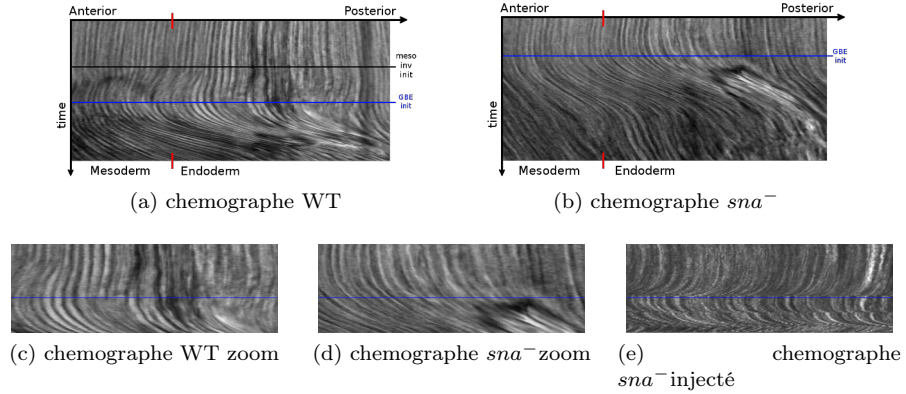 Anterior Posterior
meso
inv
init
GBE
init
time
Mesoderm Endoderm
(a) chemographe WT
Anterior Posterior
GBE
init
time
Mesoderm Endoderm
(b) chemographe sna−
(c) chemographe WT zoom
(d) chemographe sna− zoom
(e) chemographe
sna− injecté